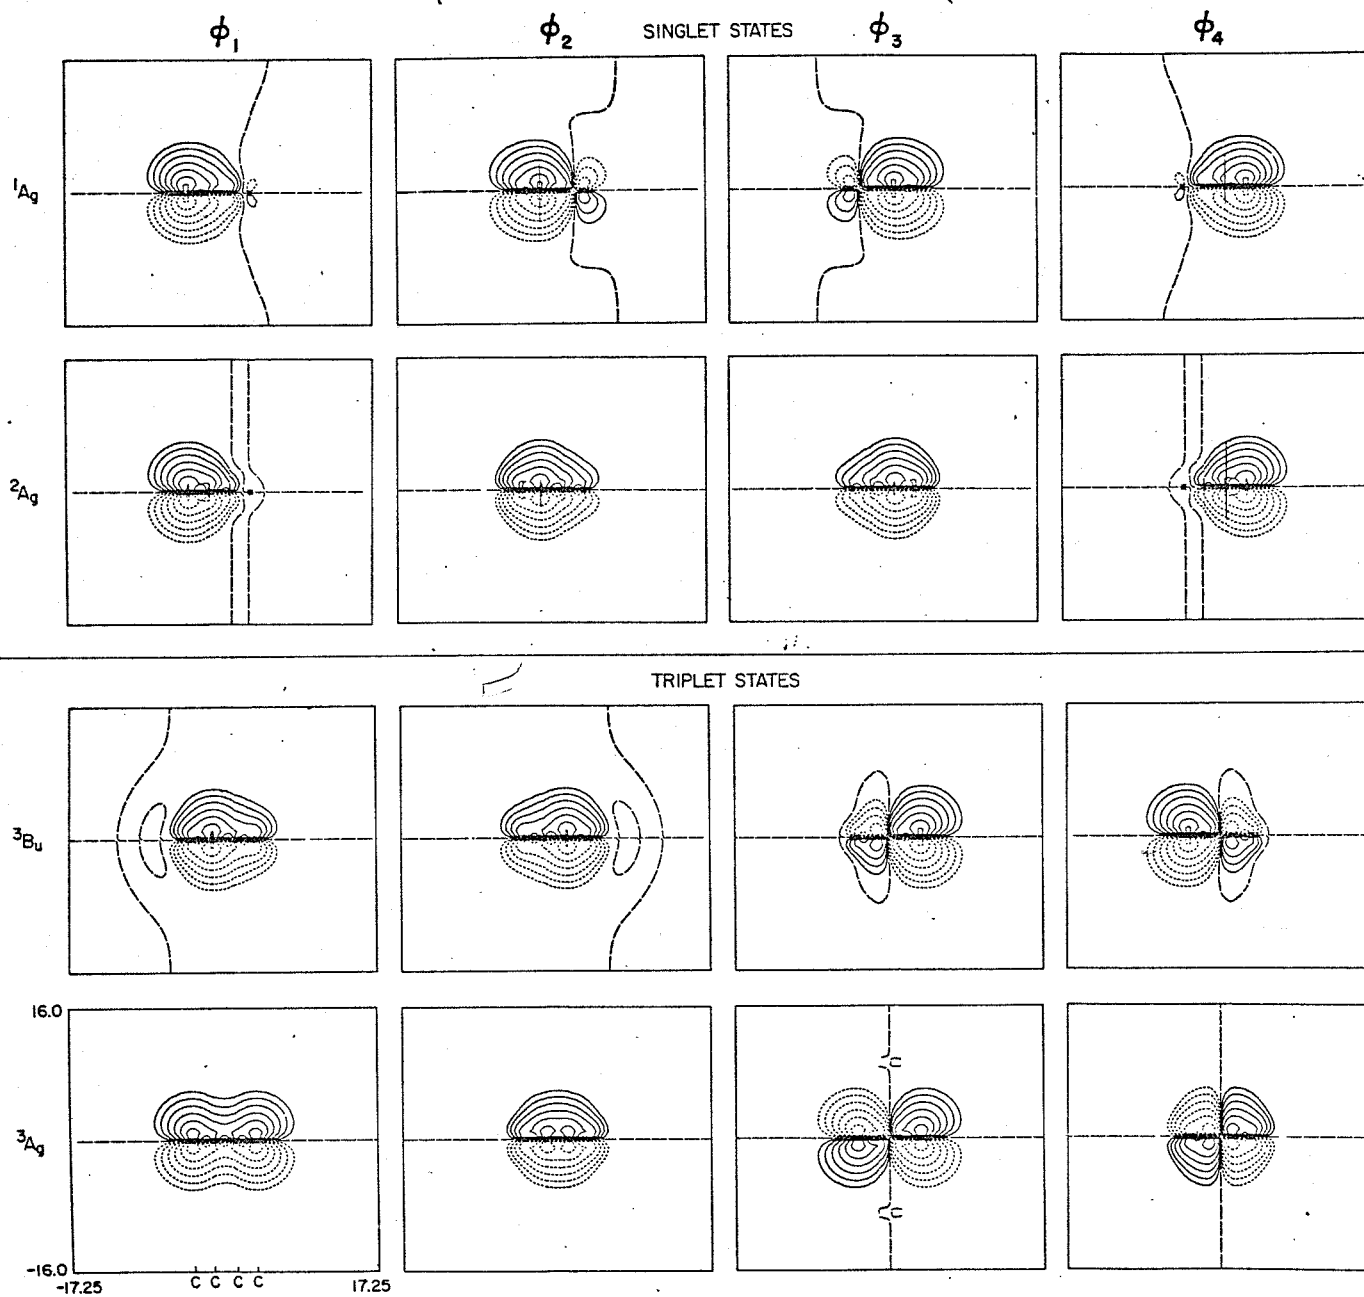 ϕ₁ ϕ₂ SINGLET STATES ϕ₃ ϕ₄
¹Ag
²Ag
TRIPLET STATES
³Bu
16.0
³Ag
-16.0
-17.25 C C C C 17.25